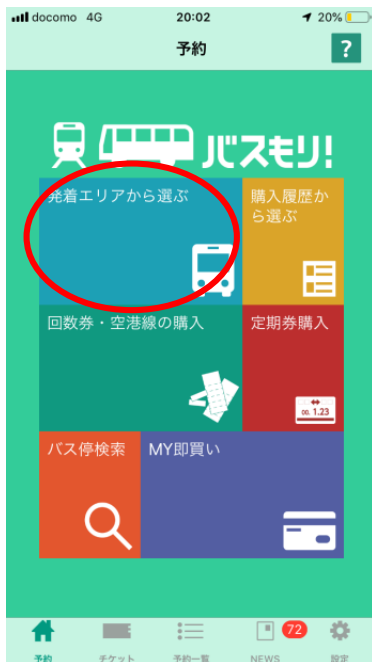 docomo 4G 20:02 20%
予約 ?
バスもり!
発着エリアから選ぶ
購入履歴か
ら選ぶ
回数券・空港線の購入
定期券購入
08. 1.23
バス停検索
MY即買い
72
予約 チケット 予約一覧 NEWS 設定